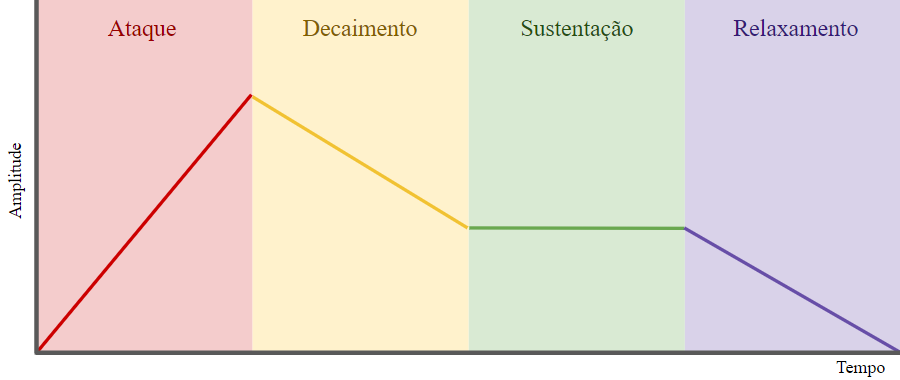 Ataque
Decaimento
Sustentação
Relaxamento
Amplitude
Tempo